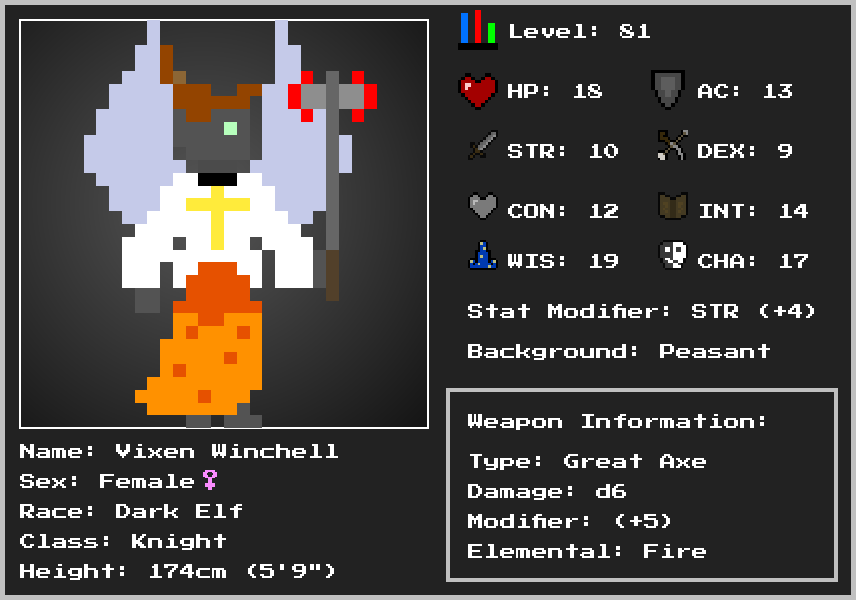 Level: 81
HP: 18
AC: 13
STR: 10
DEX: 9
CON: 12
INT: 14
WIS: 19
CHA: 17
Stat Modifier: STR (+4)
Background: Peasant
Weapon Information:
Type: Great Axe
Damage: d6
Modifier: (+5)
Elemental: Fire
Name: Vixen Winchell
Sex: Female♀
Race: Dark Elf
Class: Knight
Height: 174cm (5'9")